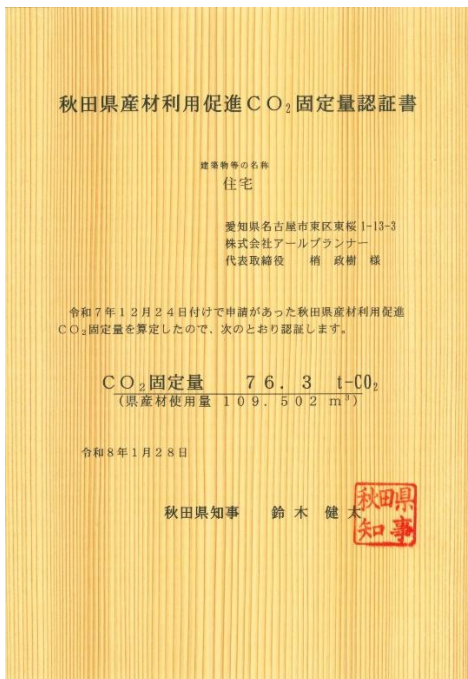 秋田県産材利用促進CO₂固定量認証書
建築物等の名称
住宅
愛知県名古屋市東区東桜1-13-3
株式会社アールプランナー
代表取締役 梢 政樹 様
令和7年12月24日付けで申請があった秋田県産材利用促進
CO₂固定量を算定したので、次のとおり認証します。
CO₂固定量 76.3 t-CO₂
(県産材使用量 109.502 m³)
令和8年1月28日
秋田県知事 鈴木 健太
秋田県
知事